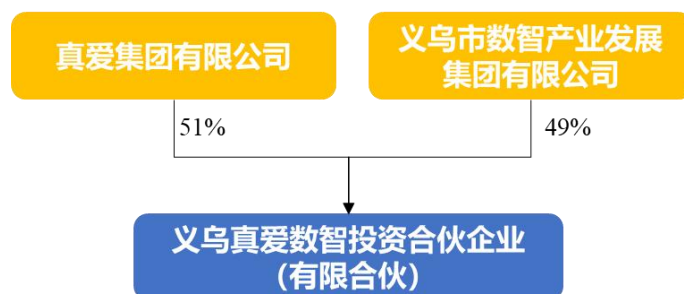 真爱集团有限公司
义乌市数智产业发展
集团有限公司
51%
49%
义乌真爱数智投资合伙企业
（有限合伙）